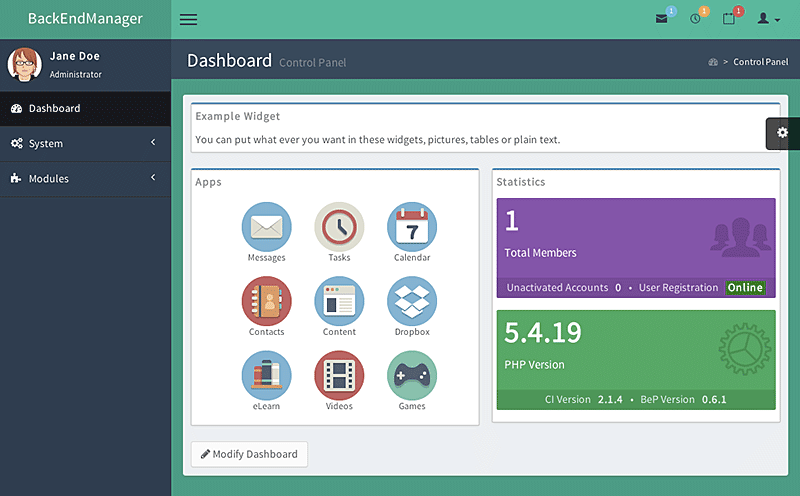 BackEndManager
1
1
1
Jane Doe
Administrator
Dashboard Control Panel
> Control Panel
Dashboard
System
Modules
Example Widget
You can put what ever you want in these widgets, pictures, tables or plain text.
Apps
Messages
Tasks
7
Calendar
Contacts
Content
Dropbox
eLearn
Videos
Games
Statistics
1
Total Members
Unactivated Accounts 0 • User Registration Online
5.4.19
PHP Version
CI Version 2.1.4 • BeP Version 0.6.1
Modify Dashboard